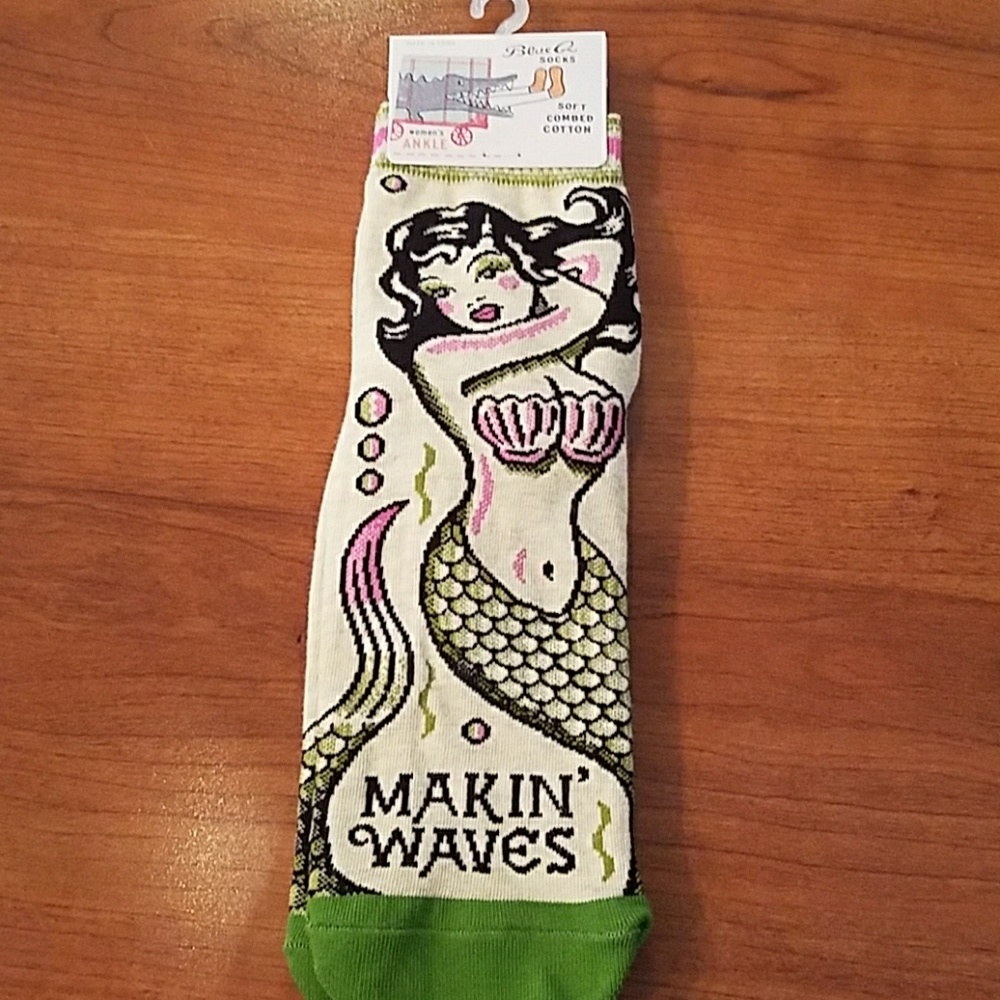 Blue Q
SOCKS
SOFT
COMBED
COTTON
women's
ANKLE
MAKIN'
WAVES